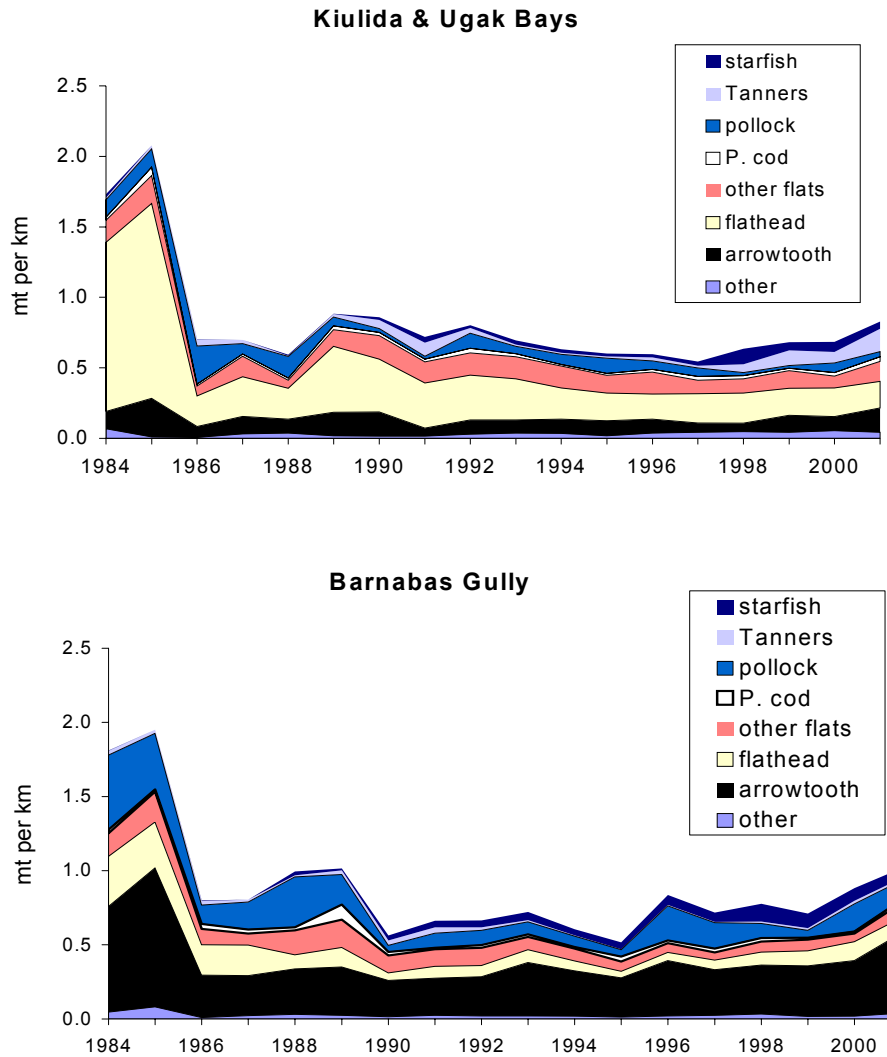 Kiulida & Ugak Bays
starfish
Tanners
pollock
P. cod
other flats
flathead
arrowtooth
other
mt per km
2.5
2.0
1.5
1.0
0.5
0.0
1984 1986 1988 1990 1992 1994 1996 1998 2000
Barnabas Gully
starfish
Tanners
pollock
P. cod
other flats
flathead
arrowtooth
other
mt per km
2.5
2.0
1.5
1.0
0.5
0.0
1984 1986 1988 1990 1992 1994 1996 1998 2000